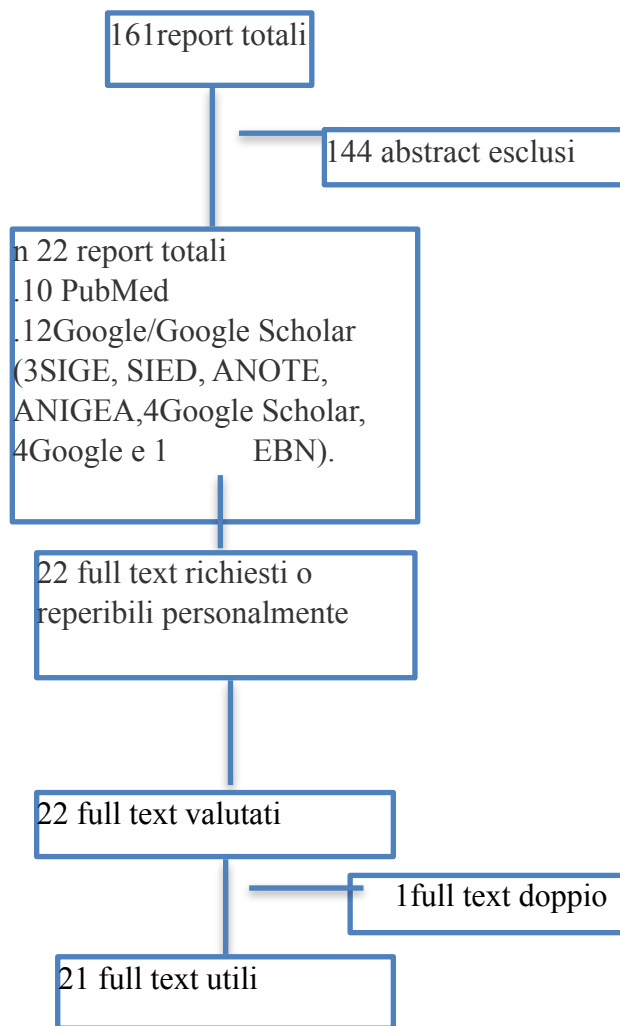 161report totali
144 abstract esclusi
n 22 report totali
.10 PubMed
.12Google/Google Scholar
(3SIGE, SIED, ANOTE,
ANIGEA,4Google Scholar,
4Google e 1 EBN).
22 full text richiesti o
reperibili personalmente
22 full text valutati
1full text doppio
21 full text utili